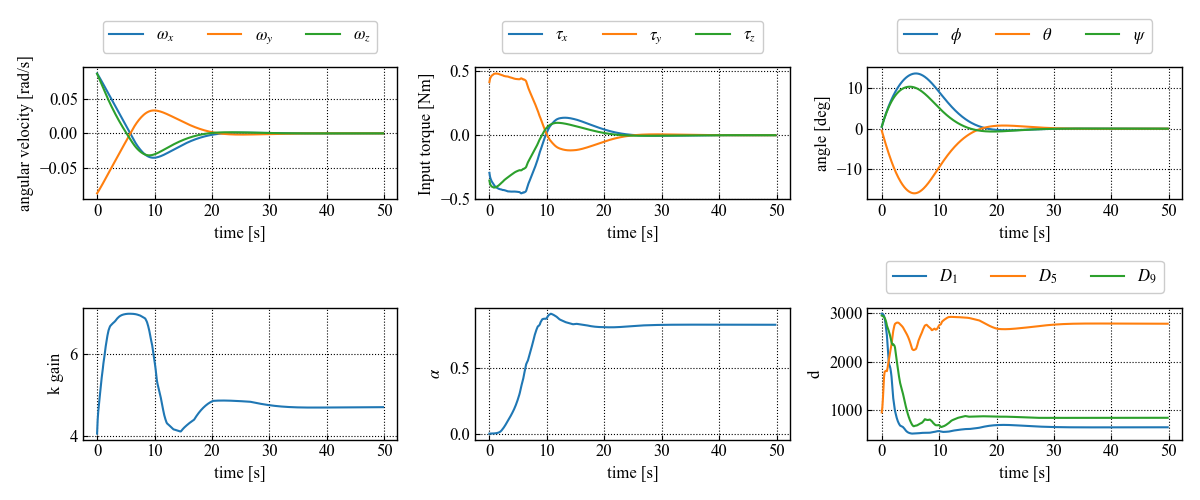 ωx ωy ωz
angular velocity [rad/s]
0.05
0.00
−0.05
0 10 20 30 40 50
time [s]
τx τy τz
Input torque [Nm]
0.5
0.0
−0.5
0 10 20 30 40 50
time [s]
ϕ θ ψ
angle [deg]
10
0
−10
0 10 20 30 40 50
time [s]
k gain
6
4
0 10 20 30 40 50
time [s]
α
0.5
0.0
0 10 20 30 40 50
time [s]
D1 D5 D9
d
3000
2000
1000
0 10 20 30 40 50
time [s]